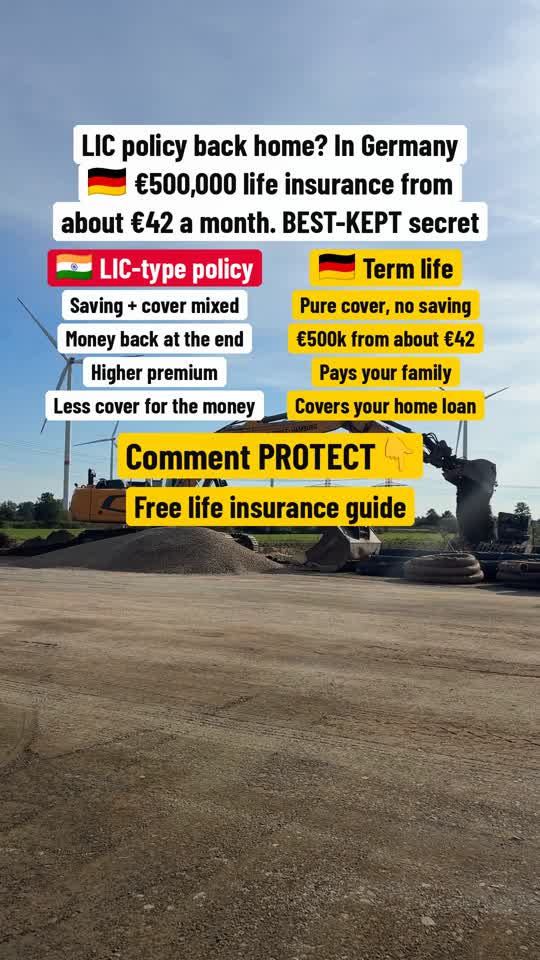 LIC policy back home? In Germany
🇩🇪 €500,000 life insurance from
about €42 a month. BEST-KEPT secret
🇮🇳 LIC-type policy
🇩🇪 Term life
Saving + cover mixed
Pure cover, no saving
Money back at the end
€500k from about €42
Higher premium
Pays your family
Less cover for the money
Covers your home loan
Comment PROTECT👇
Free life insurance guide